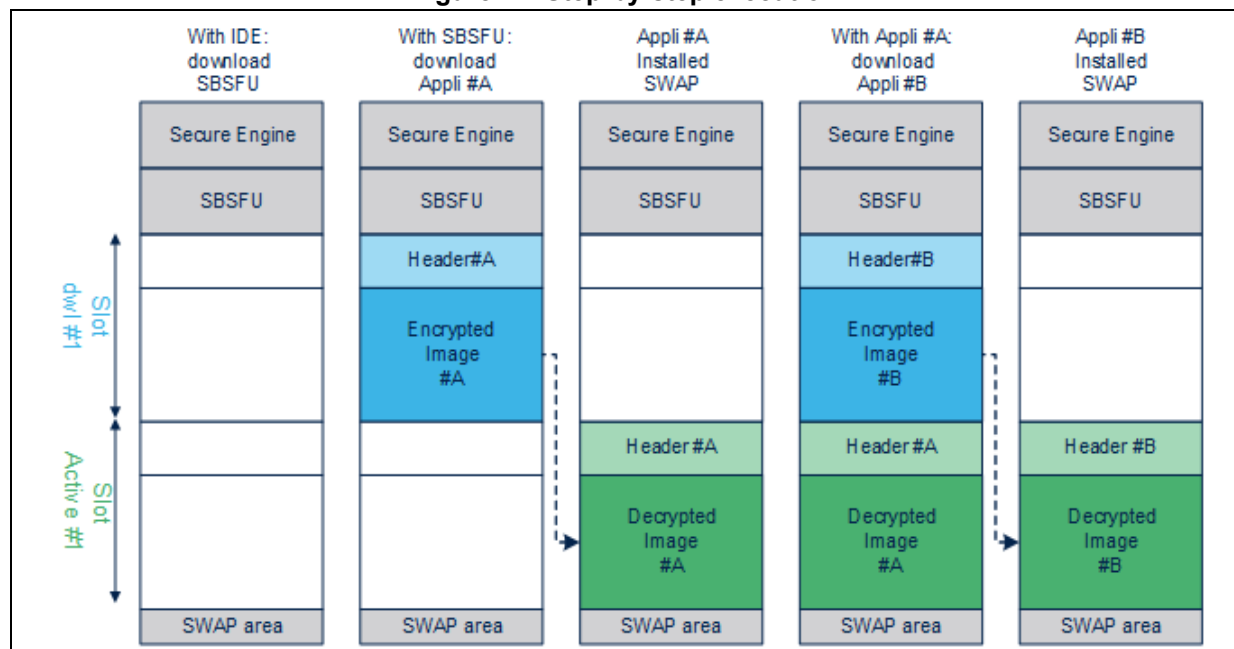 With IDE:
download
SBSFU
With SBSFU:
download
Appli #A
Appli #A
Installed
SWAP
With Appli #A:
download
Appli #B
Appli #B
Installed
SWAP
Secure Engine
Secure Engine
Secure Engine
Secure Engine
Secure Engine
SBSFU
SBSFU
SBSFU
SBSFU
SBSFU
Slot
dwl #1
Header#A
Header#B
Encrypted
Image
#A
Encrypted
Image
#B
Slot
Active #1
Header #A
Header #A
Header #B
Decrypted
Image
#A
Decrypted
Image
#A
Decrypted
Image
#B
SWAP area
SWAP area
SWAP area
SWAP area
SWAP area